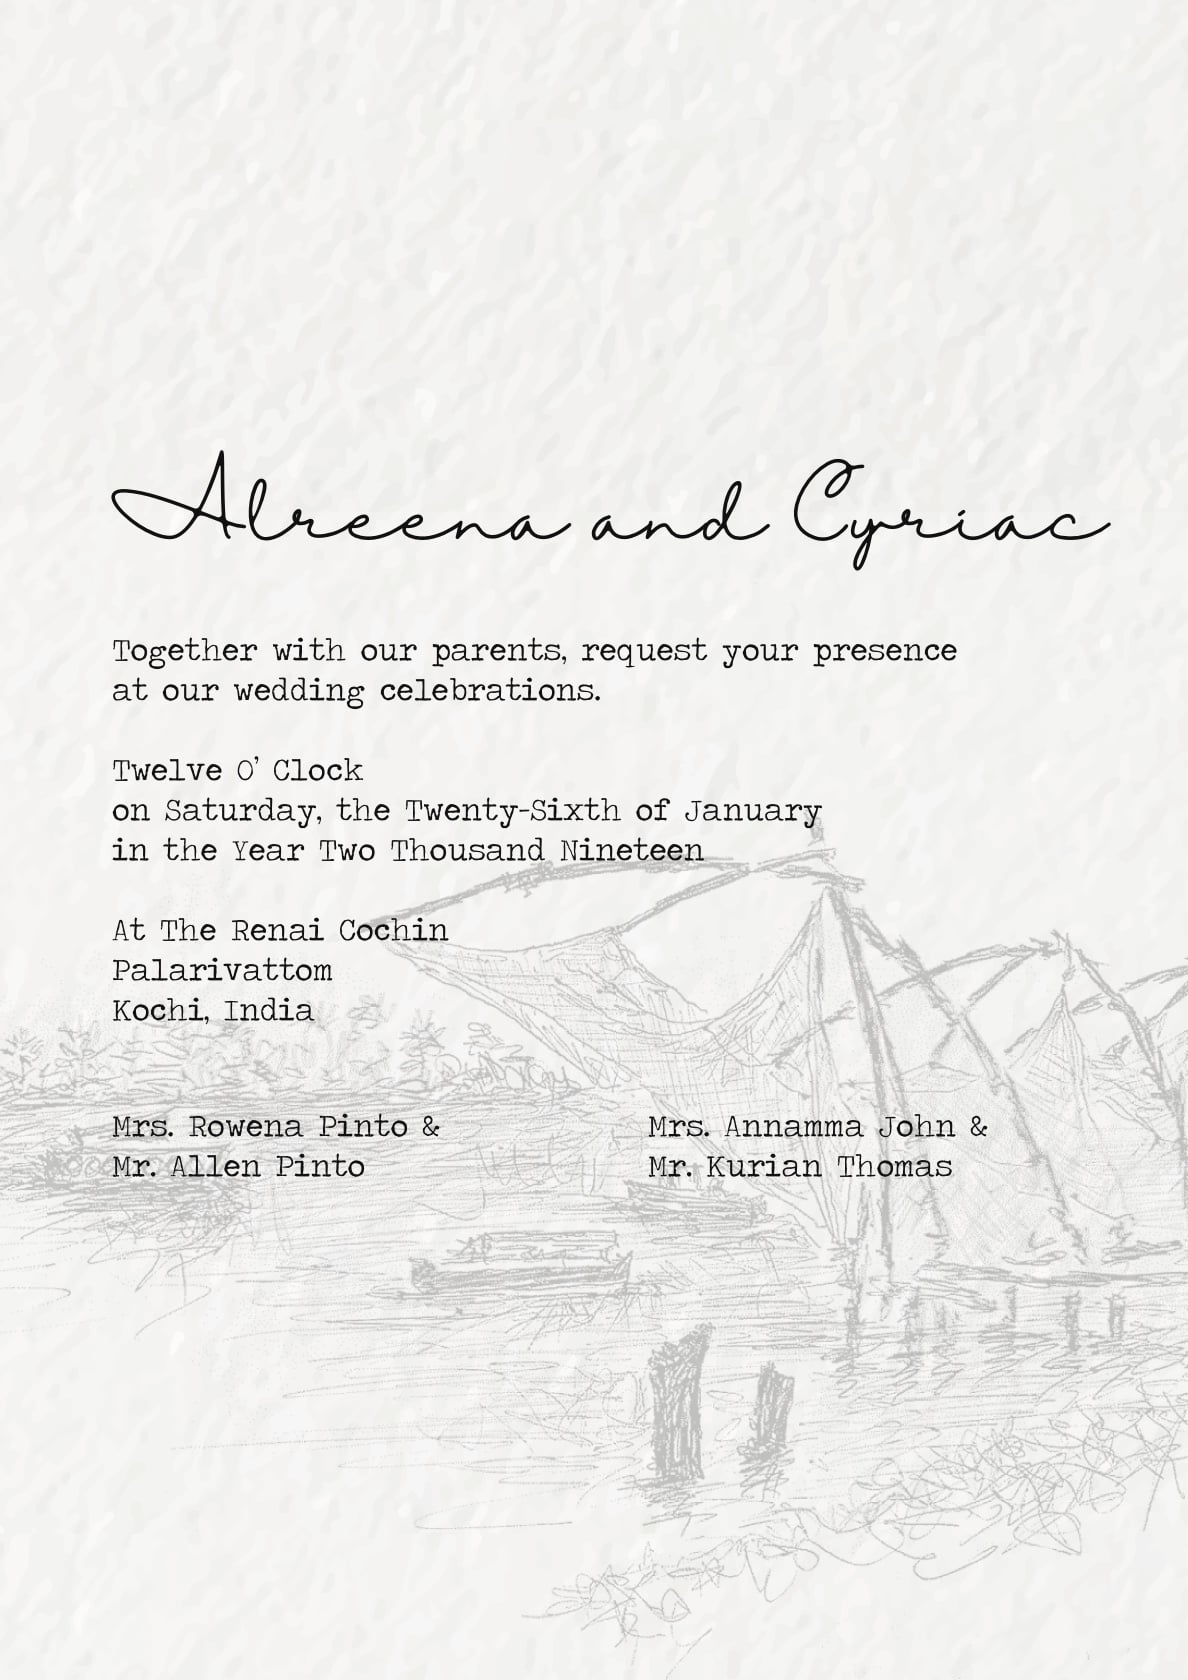 Alreena and Cyriac
Together with our parents, request your presence
at our wedding celebrations.
Twelve O' Clock
on Saturday, the Twenty-Sixth of January
in the Year Two Thousand Nineteen
At The Renai Cochin
Palarivattom
Kochi, India
Mrs. Rowena Pinto &
Mr. Allen Pinto
Mrs. Annamma John &
Mr. Kurian Thomas